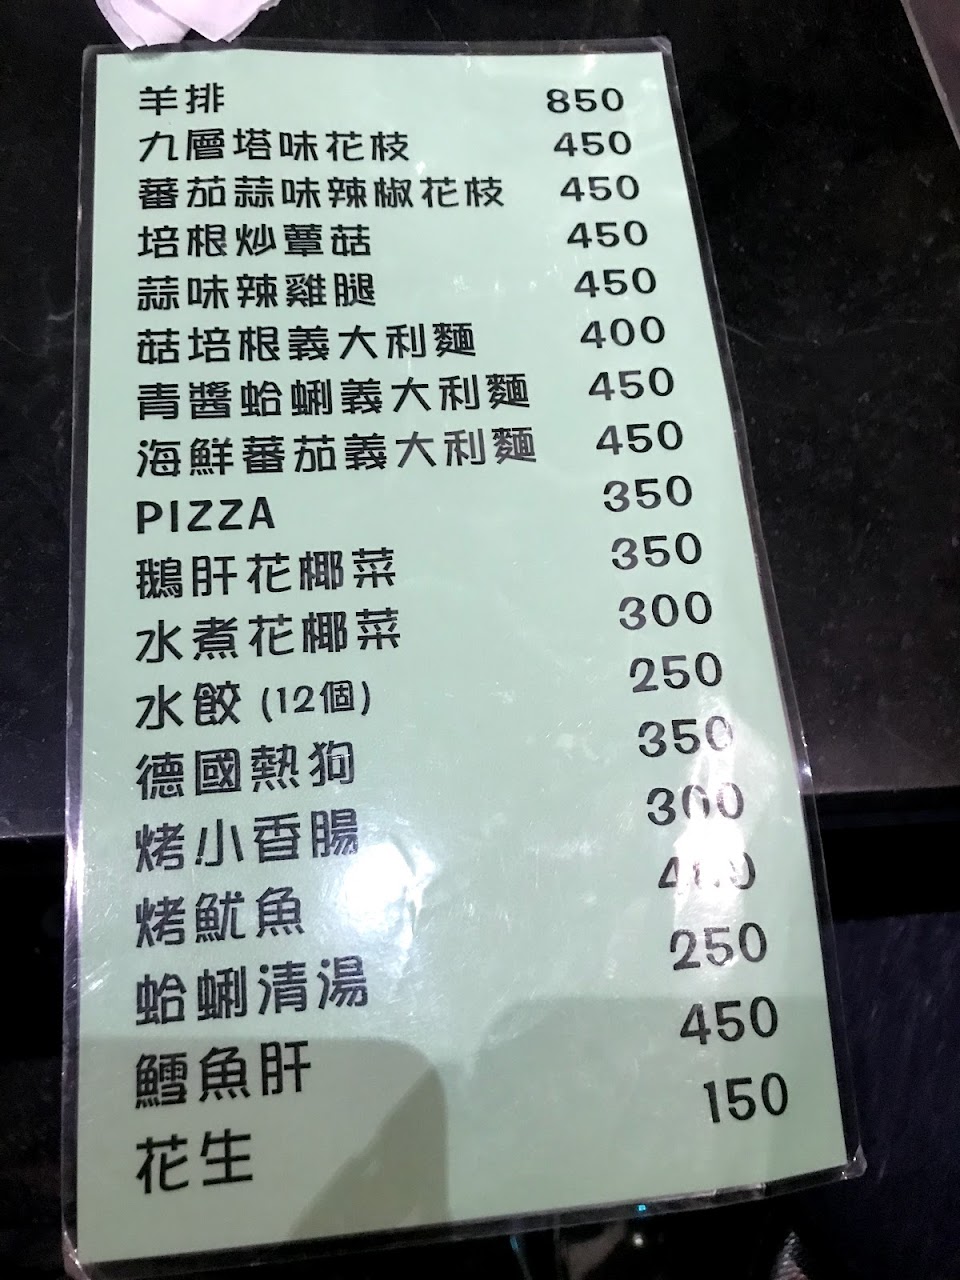 羊排 850
九層塔味花枝 450
蕃茄蒜味辣椒花枝 450
培根炒蕈菇 450
蒜味辣雞腿 450
菇培根義大利麵 400
青醬蛤蜊義大利麵 450
海鮮蕃茄義大利麵 450
PIZZA 350
鵝肝花椰菜 350
水煮花椰菜 300
水餃 (12個) 250
德國熱狗 350
烤小香腸 300
烤魷魚
蛤蜊清湯 250
鱈魚肝 450
花生 150